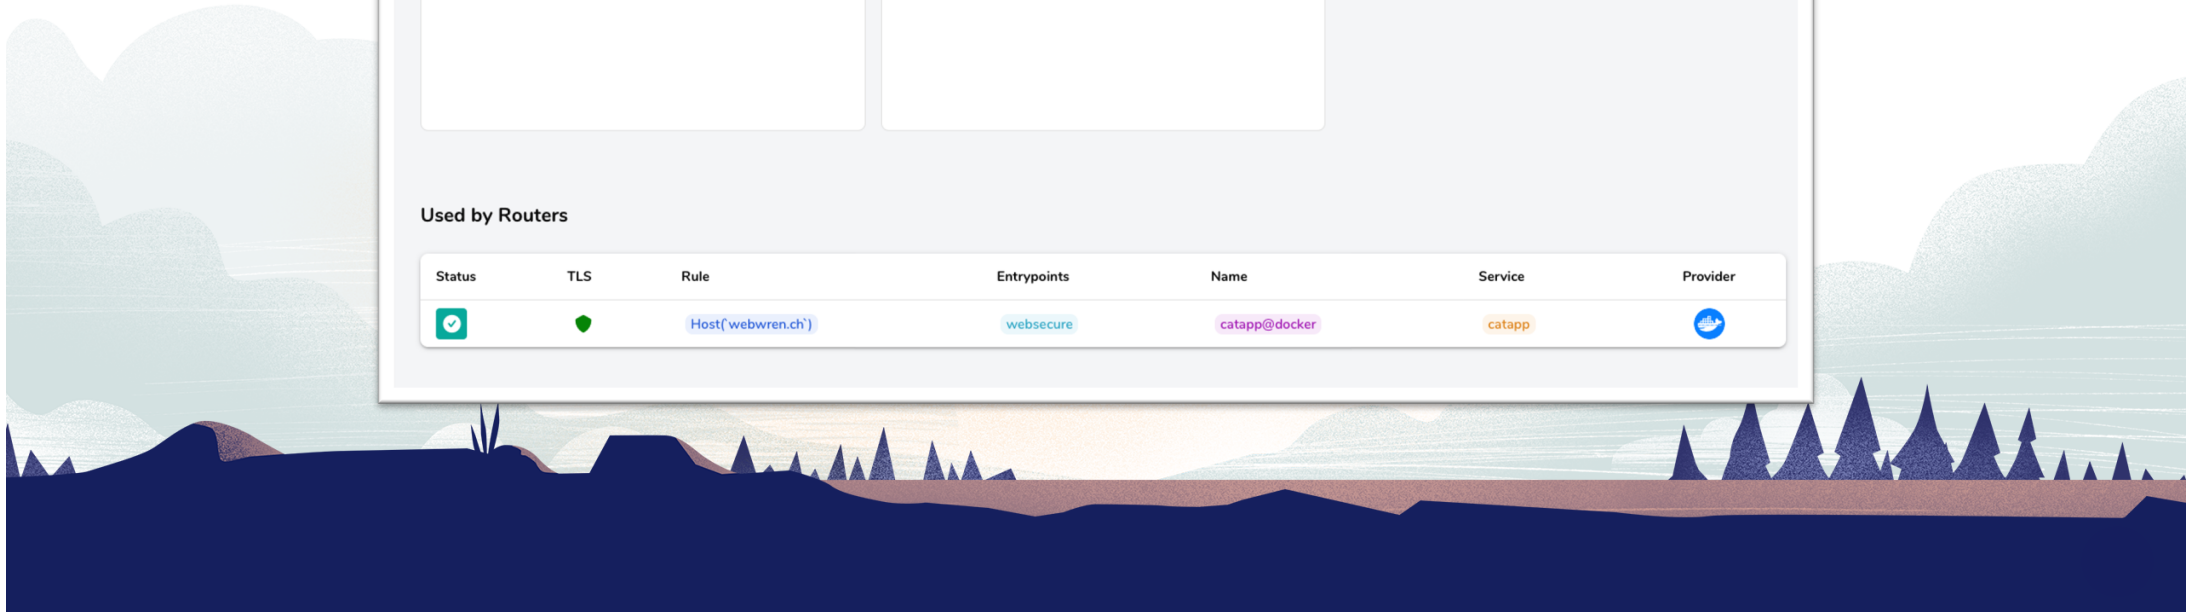 Used by Routers
Status TLS Rule Entrypoints Name Service Provider
Host(`webwren.ch`) websecure catapp@docker catapp